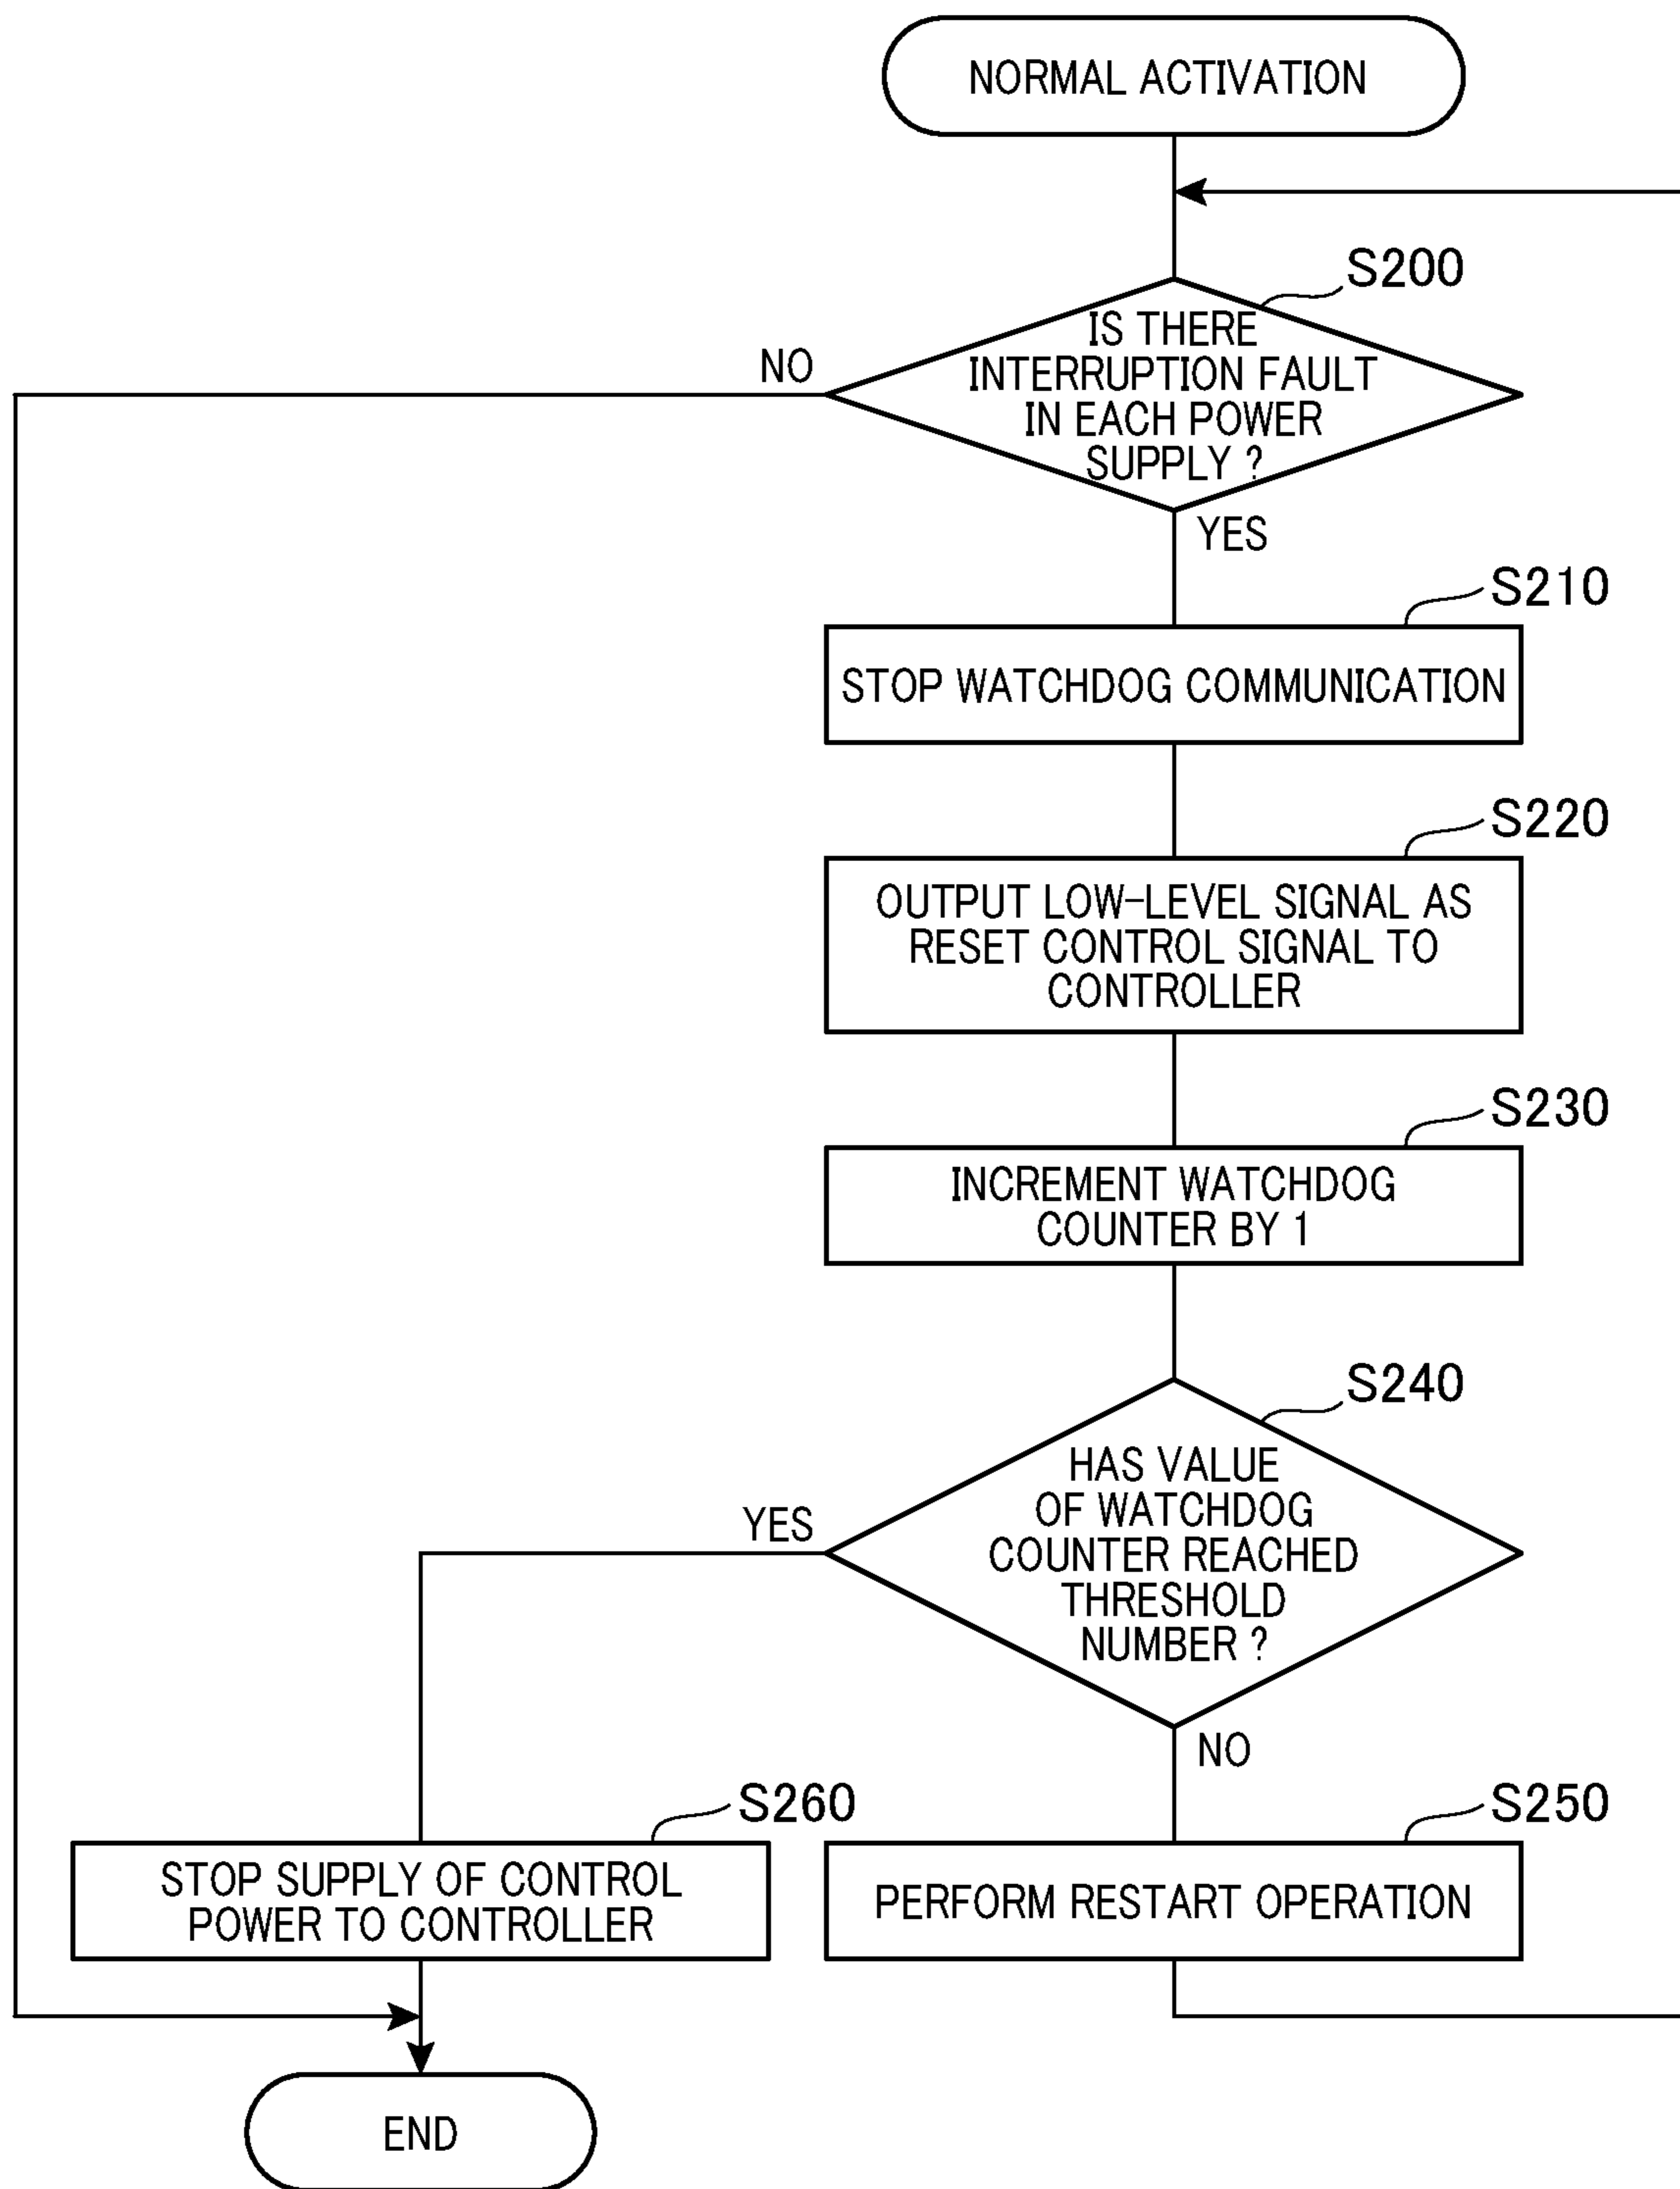 NORMAL ACTIVATION
S200
IS THERE
INTERRUPTION FAULT
IN EACH POWER
SUPPLY ?
NO
YES
S210
STOP WATCHDOG COMMUNICATION
S220
OUTPUT LOW-LEVEL SIGNAL AS
RESET CONTROL SIGNAL TO
CONTROLLER
S230
INCREMENT WATCHDOG
COUNTER BY 1
S240
HAS VALUE
OF WATCHDOG
COUNTER REACHED
THRESHOLD
NUMBER ?
YES
NO
S260
STOP SUPPLY OF CONTROL
POWER TO CONTROLLER
S250
PERFORM RESTART OPERATION
END